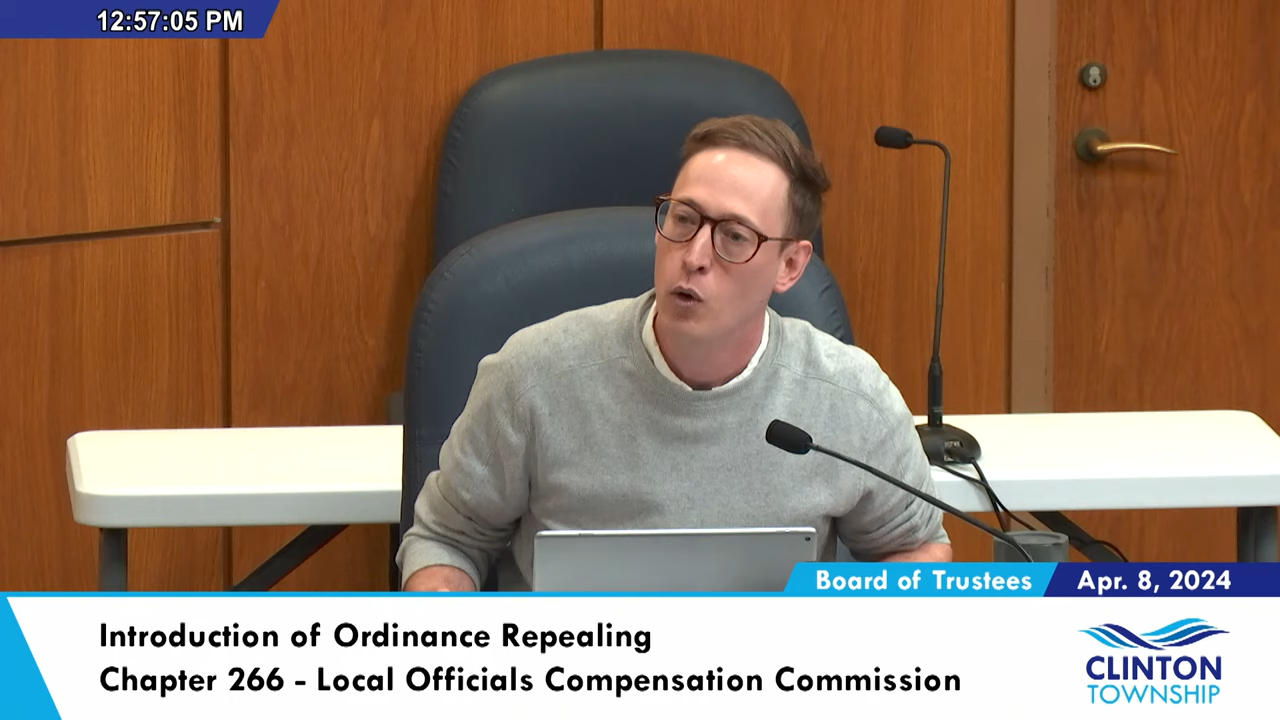 12:57:05 PM
Board of Trustees
Apr. 8, 2024
Introduction of Ordinance Repealing
Chapter 266 - Local Officials Compensation Commission
CLINTON
TOWNSHIP